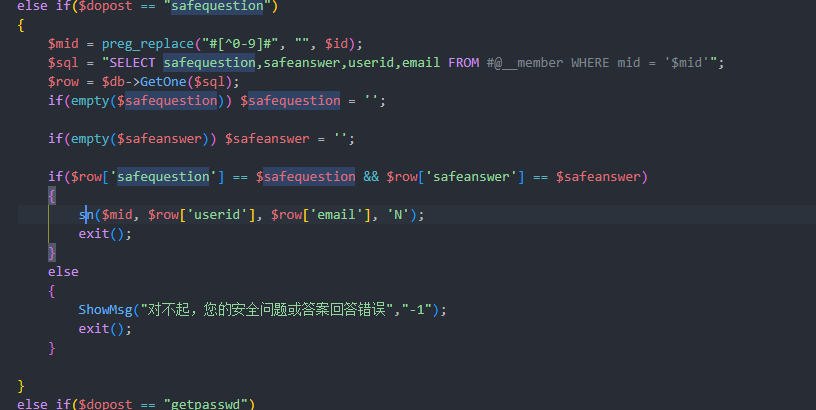 else if($dopost == "safequestion")
{
$mid = preg_replace("#[^0-9]#", "", $id);
$sql = "SELECT safequestion,safeanswer,userid,email FROM #@__member WHERE mid = '$mid'";
$row = $db->GetOne($sql);
if(empty($safequestion)) $safequestion = '';
if(empty($safeanswer)) $safeanswer = '';
if($row['safequestion'] == $safequestion && $row['safeanswer'] == $safeanswer)
{
sn($mid, $row['userid'], $row['email'], 'N');
exit();
}
else
{
ShowMsg("对不起，您的安全问题或答案回答错误","-1");
exit();
}
}
else if($dopost == "getpasswd")